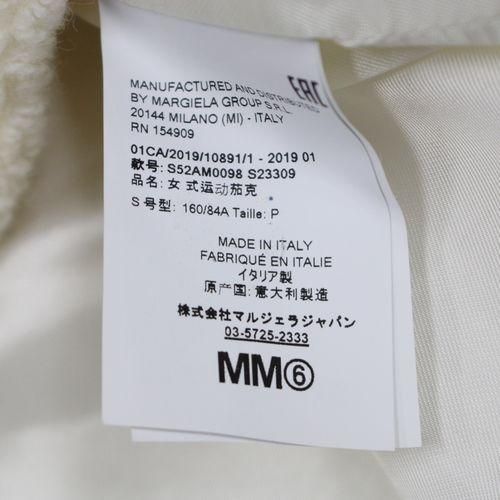 MANUFACTURED AND DISTRIBUTED
BY MARGIELA GROUP S.R.L.
20144 MILANO (MI) - ITALY
RN 154909
EAC
01CA/2019/10891/1 - 2019 01
款号: S52AM0098 S23309
品名: 女 式运动茄克
S 号型: 160/84A Taille: P
MADE IN ITALY
FABRIQUÉ EN ITALIE
イタリア製
原产国: 意大利制造
株式会社マルジェラジャパン
03-5725-2333
MM⑥